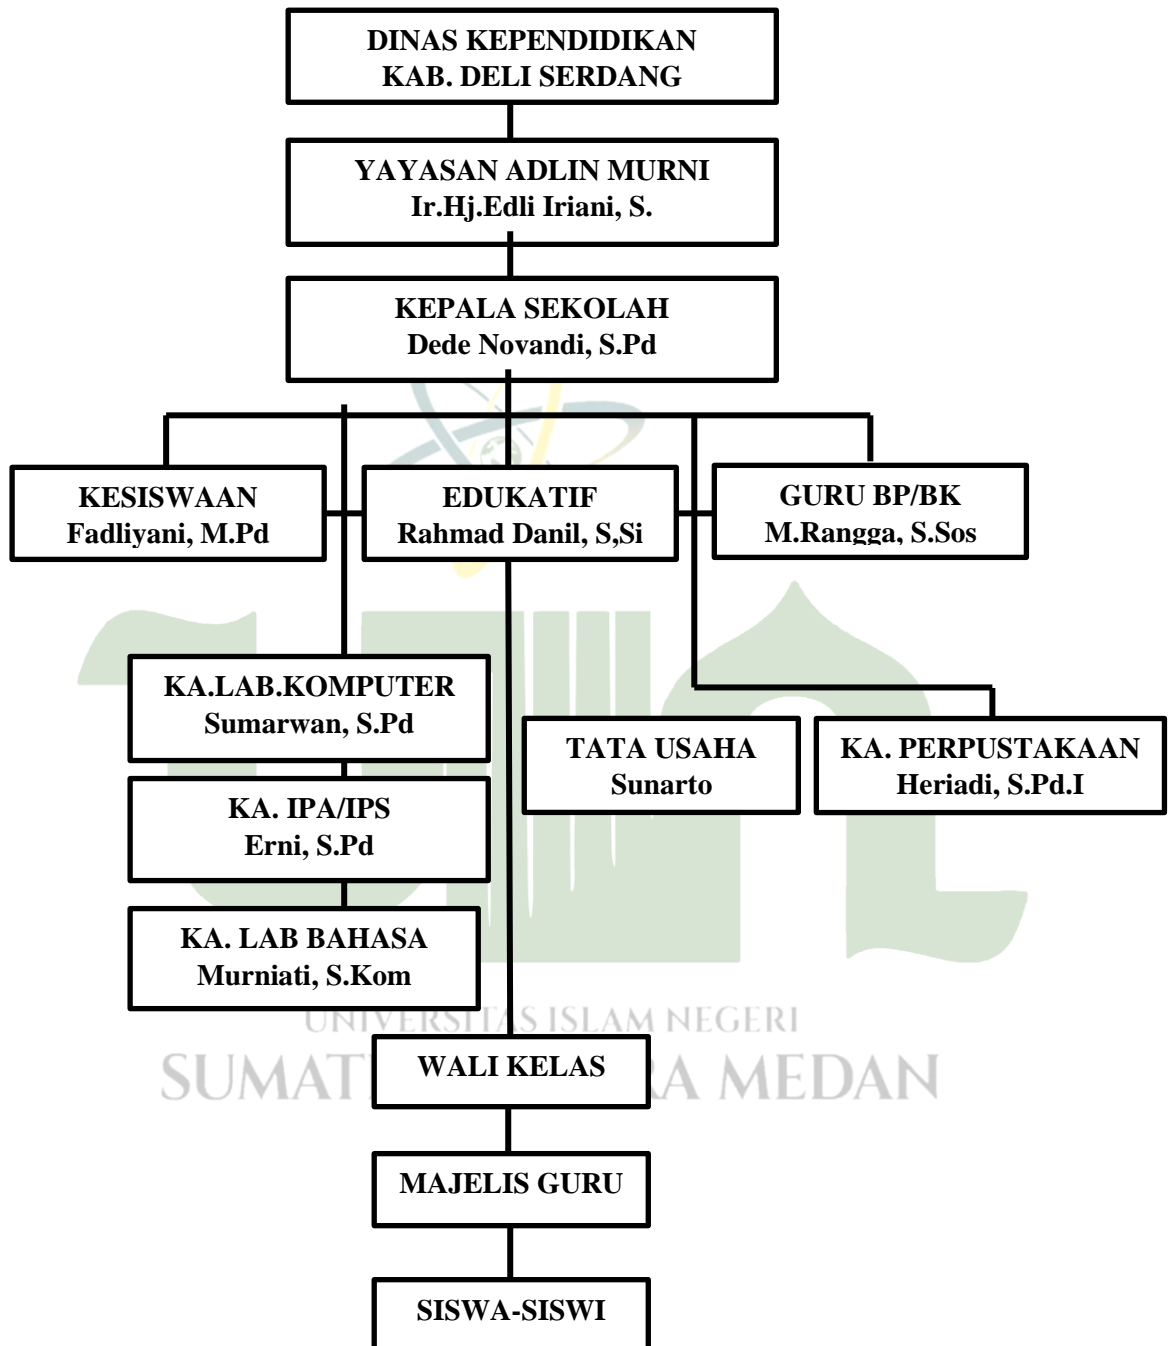 DINAS KEPENDIDIKAN
KAB. DELI SERDANG
YAYASAN ADLIN MURNI
Ir.Hj.Edli Iriani, S.
KEPALA SEKOLAH
Dede Novandi, S.Pd
KESISWAAN
Fadliyani, M.Pd
EDUKATIF
Rahmad Danil, S,Si
GURU BP/BK
M.Rangga, S.Sos
KA.LAB.KOMPUTER
Sumarwan, S.Pd
TATA USAHA
Sunarto
KA. PERPUSTAKAAN
Heriadi, S.Pd.I
KA. IPA/IPS
Erni, S.Pd
KA. LAB BAHASA
Murniati, S.Kom
UNIVERSITAS ISLAM NEGERI
MEDAN
WALI KELAS
MAJELIS GURU
SISWA-SISWI